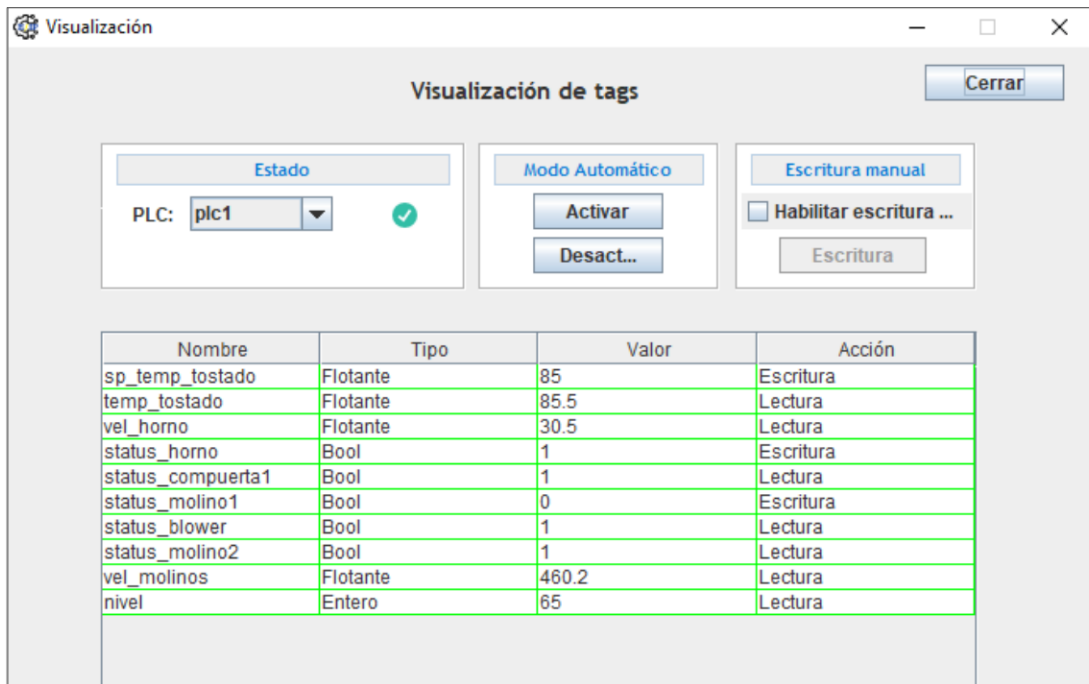 Visualización
Visualización de tags
Cerrar
Estado
PLC: plc1
Modo Automático
Activar
Desact...
Escritura manual
Habilitar escritura ...
Escritura
Nombre Tipo Valor Acción
sp_temp_tostado Flotante 85 Escritura
temp_tostado Flotante 85.5 Lectura
vel_horno Flotante 30.5 Lectura
status_horno Bool 1 Escritura
status_compuerta1 Bool 1 Lectura
status_molino1 Bool 0 Escritura
status_blower Bool 1 Lectura
status_molino2 Bool 1 Lectura
vel_molinos Flotante 460.2 Lectura
nivel Entero 65 Lectura